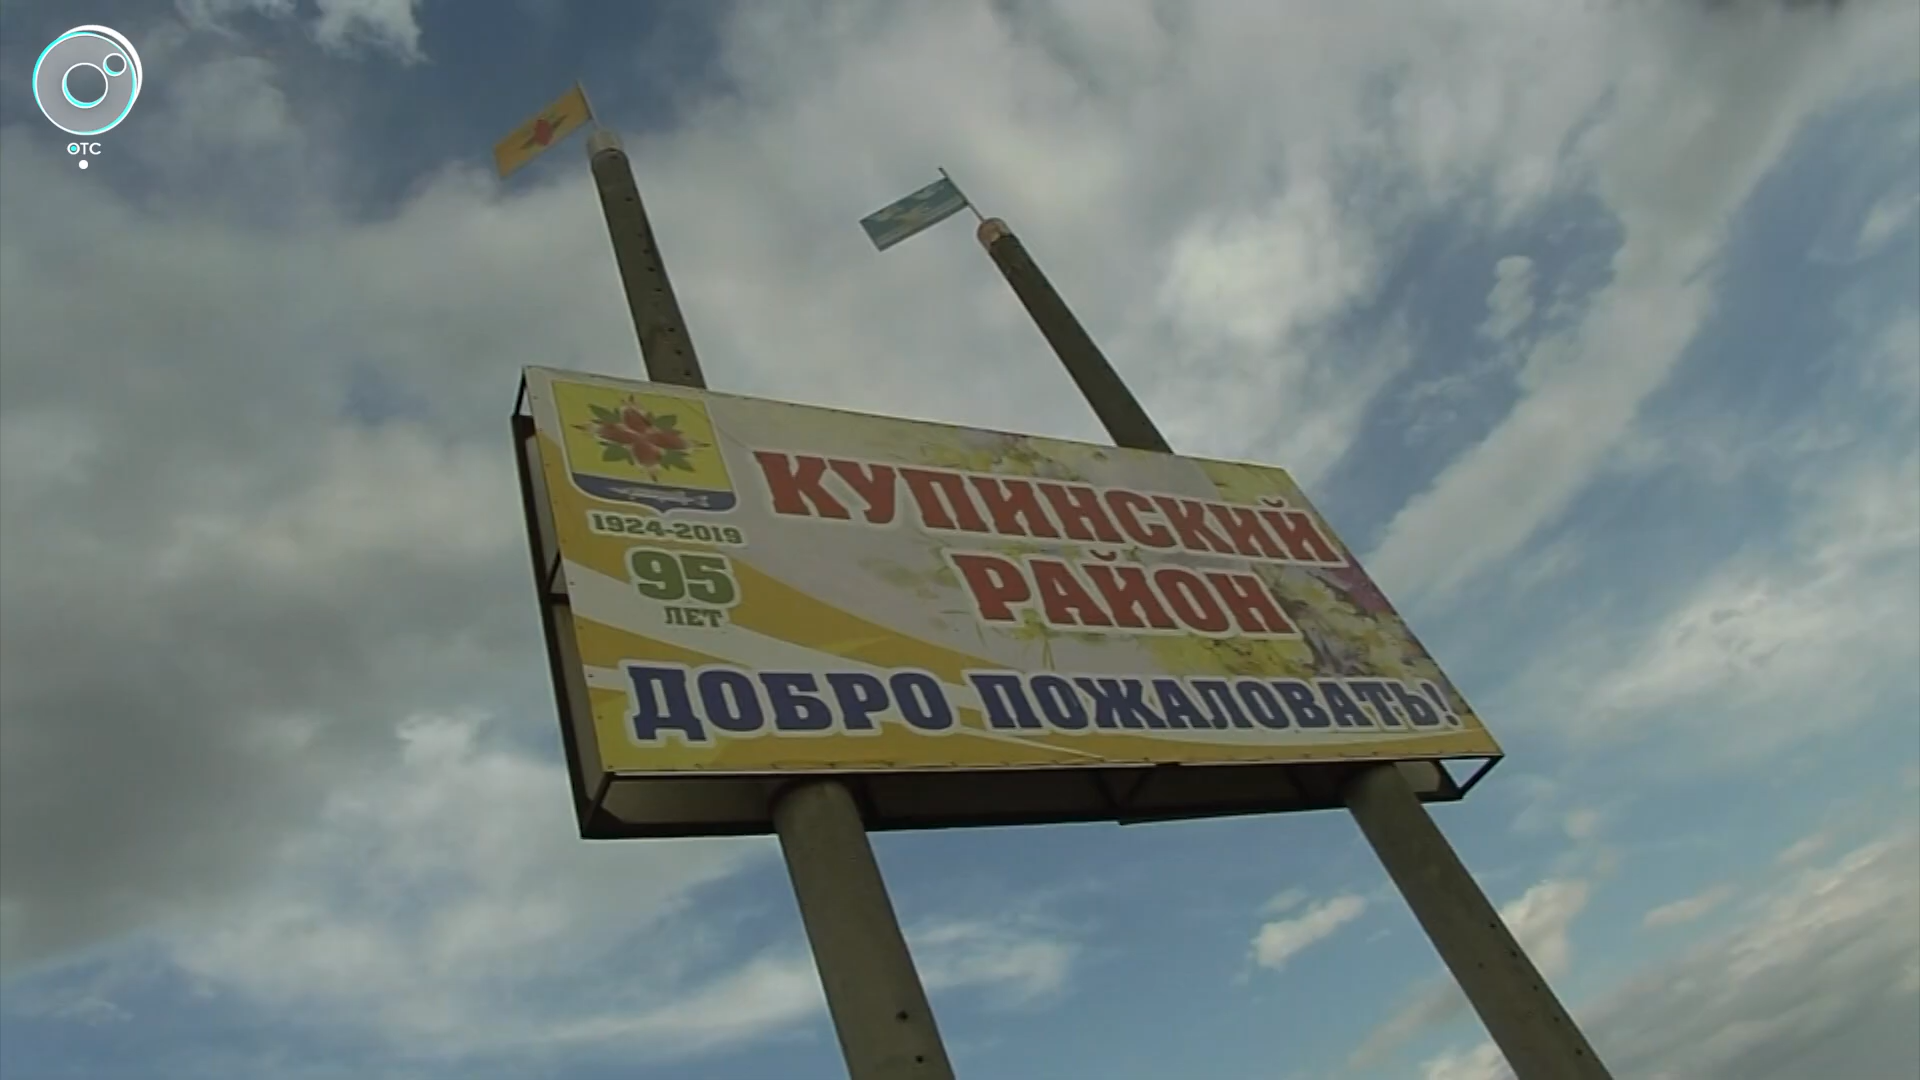 ОТС
1924-2019
95
ЛЕТ
КУПИНСКИЙ
РАЙОН
ДОБРО ПОЖАЛОВАТЬ!